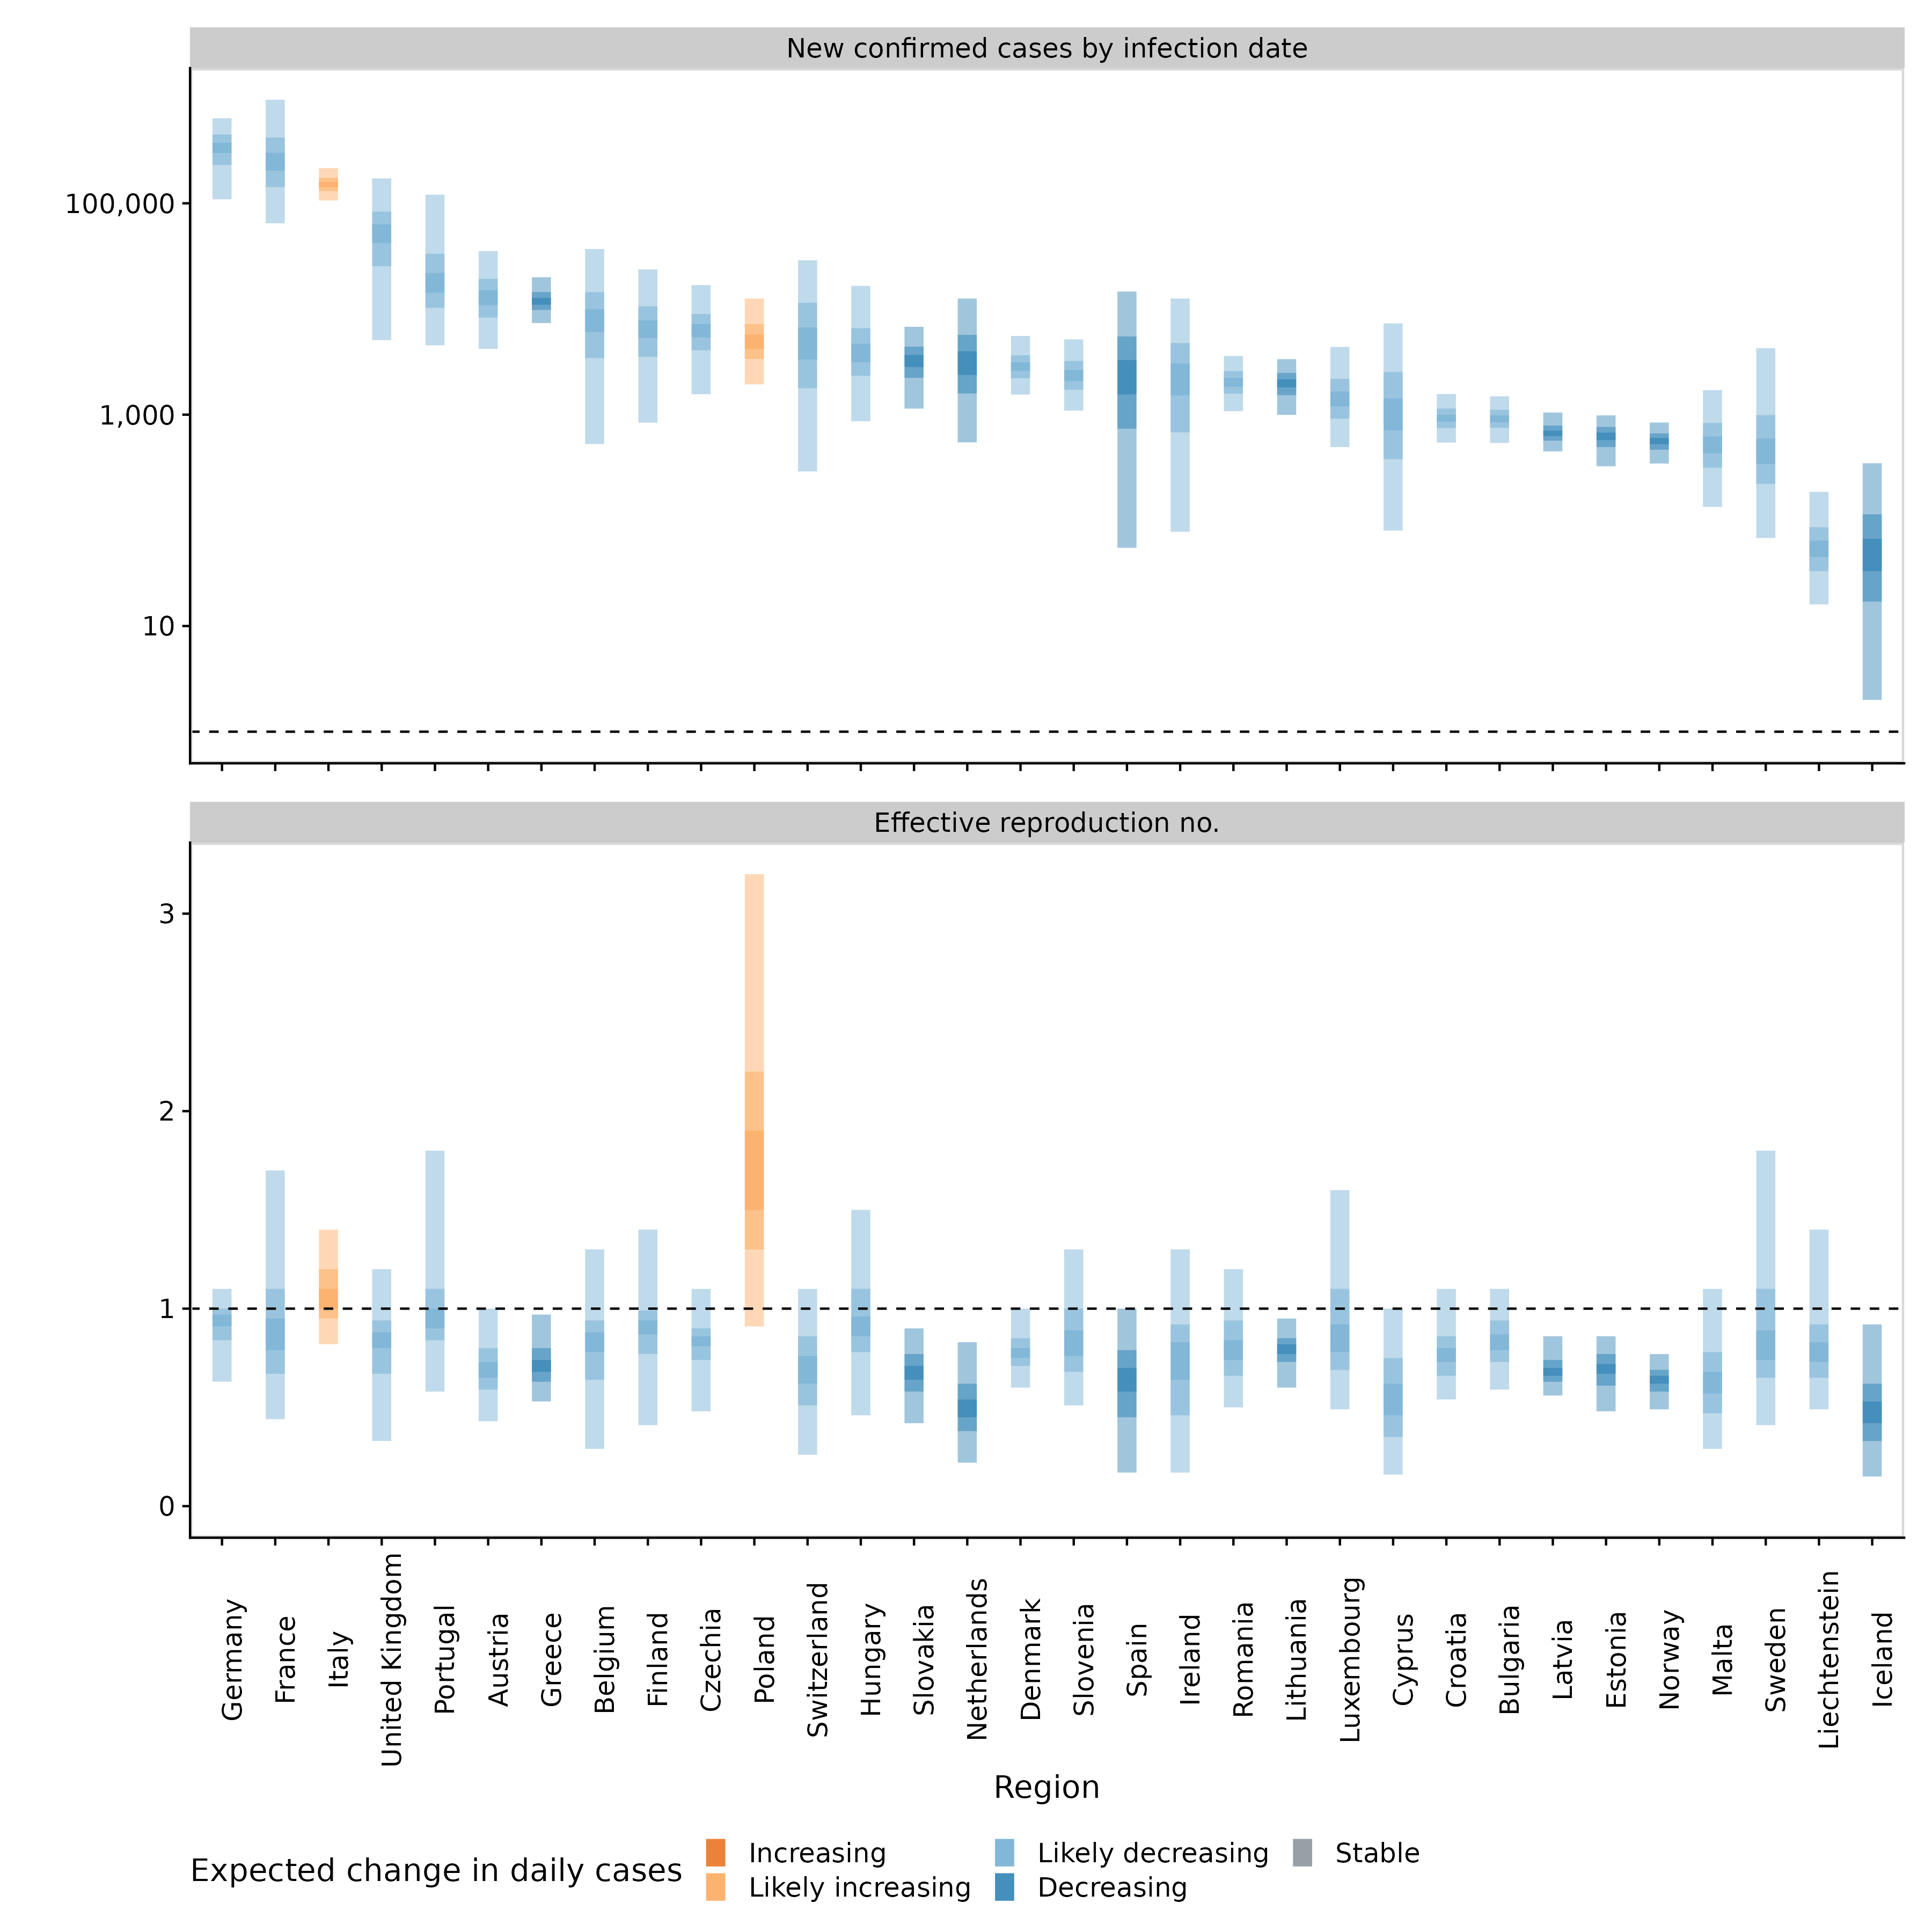 New confirmed cases by infection date
100,000
1,000
10
Effective reproduction no.
3
2
1
0
Germany
France
Italy
United Kingdom
Portugal
Austria
Greece
Belgium
Finland
Czechia
Poland
Switzerland
Hungary
Slovakia
Netherlands
Denmark
Slovenia
Spain
Ireland
Romania
Lithuania
Luxembourg
Cyprus
Croatia
Bulgaria
Latvia
Estonia
Norway
Malta
Sweden
Liechtenstein
Iceland
Region
Expected change in daily cases
Increasing
Likely increasing
Likely decreasing
Decreasing
Stable